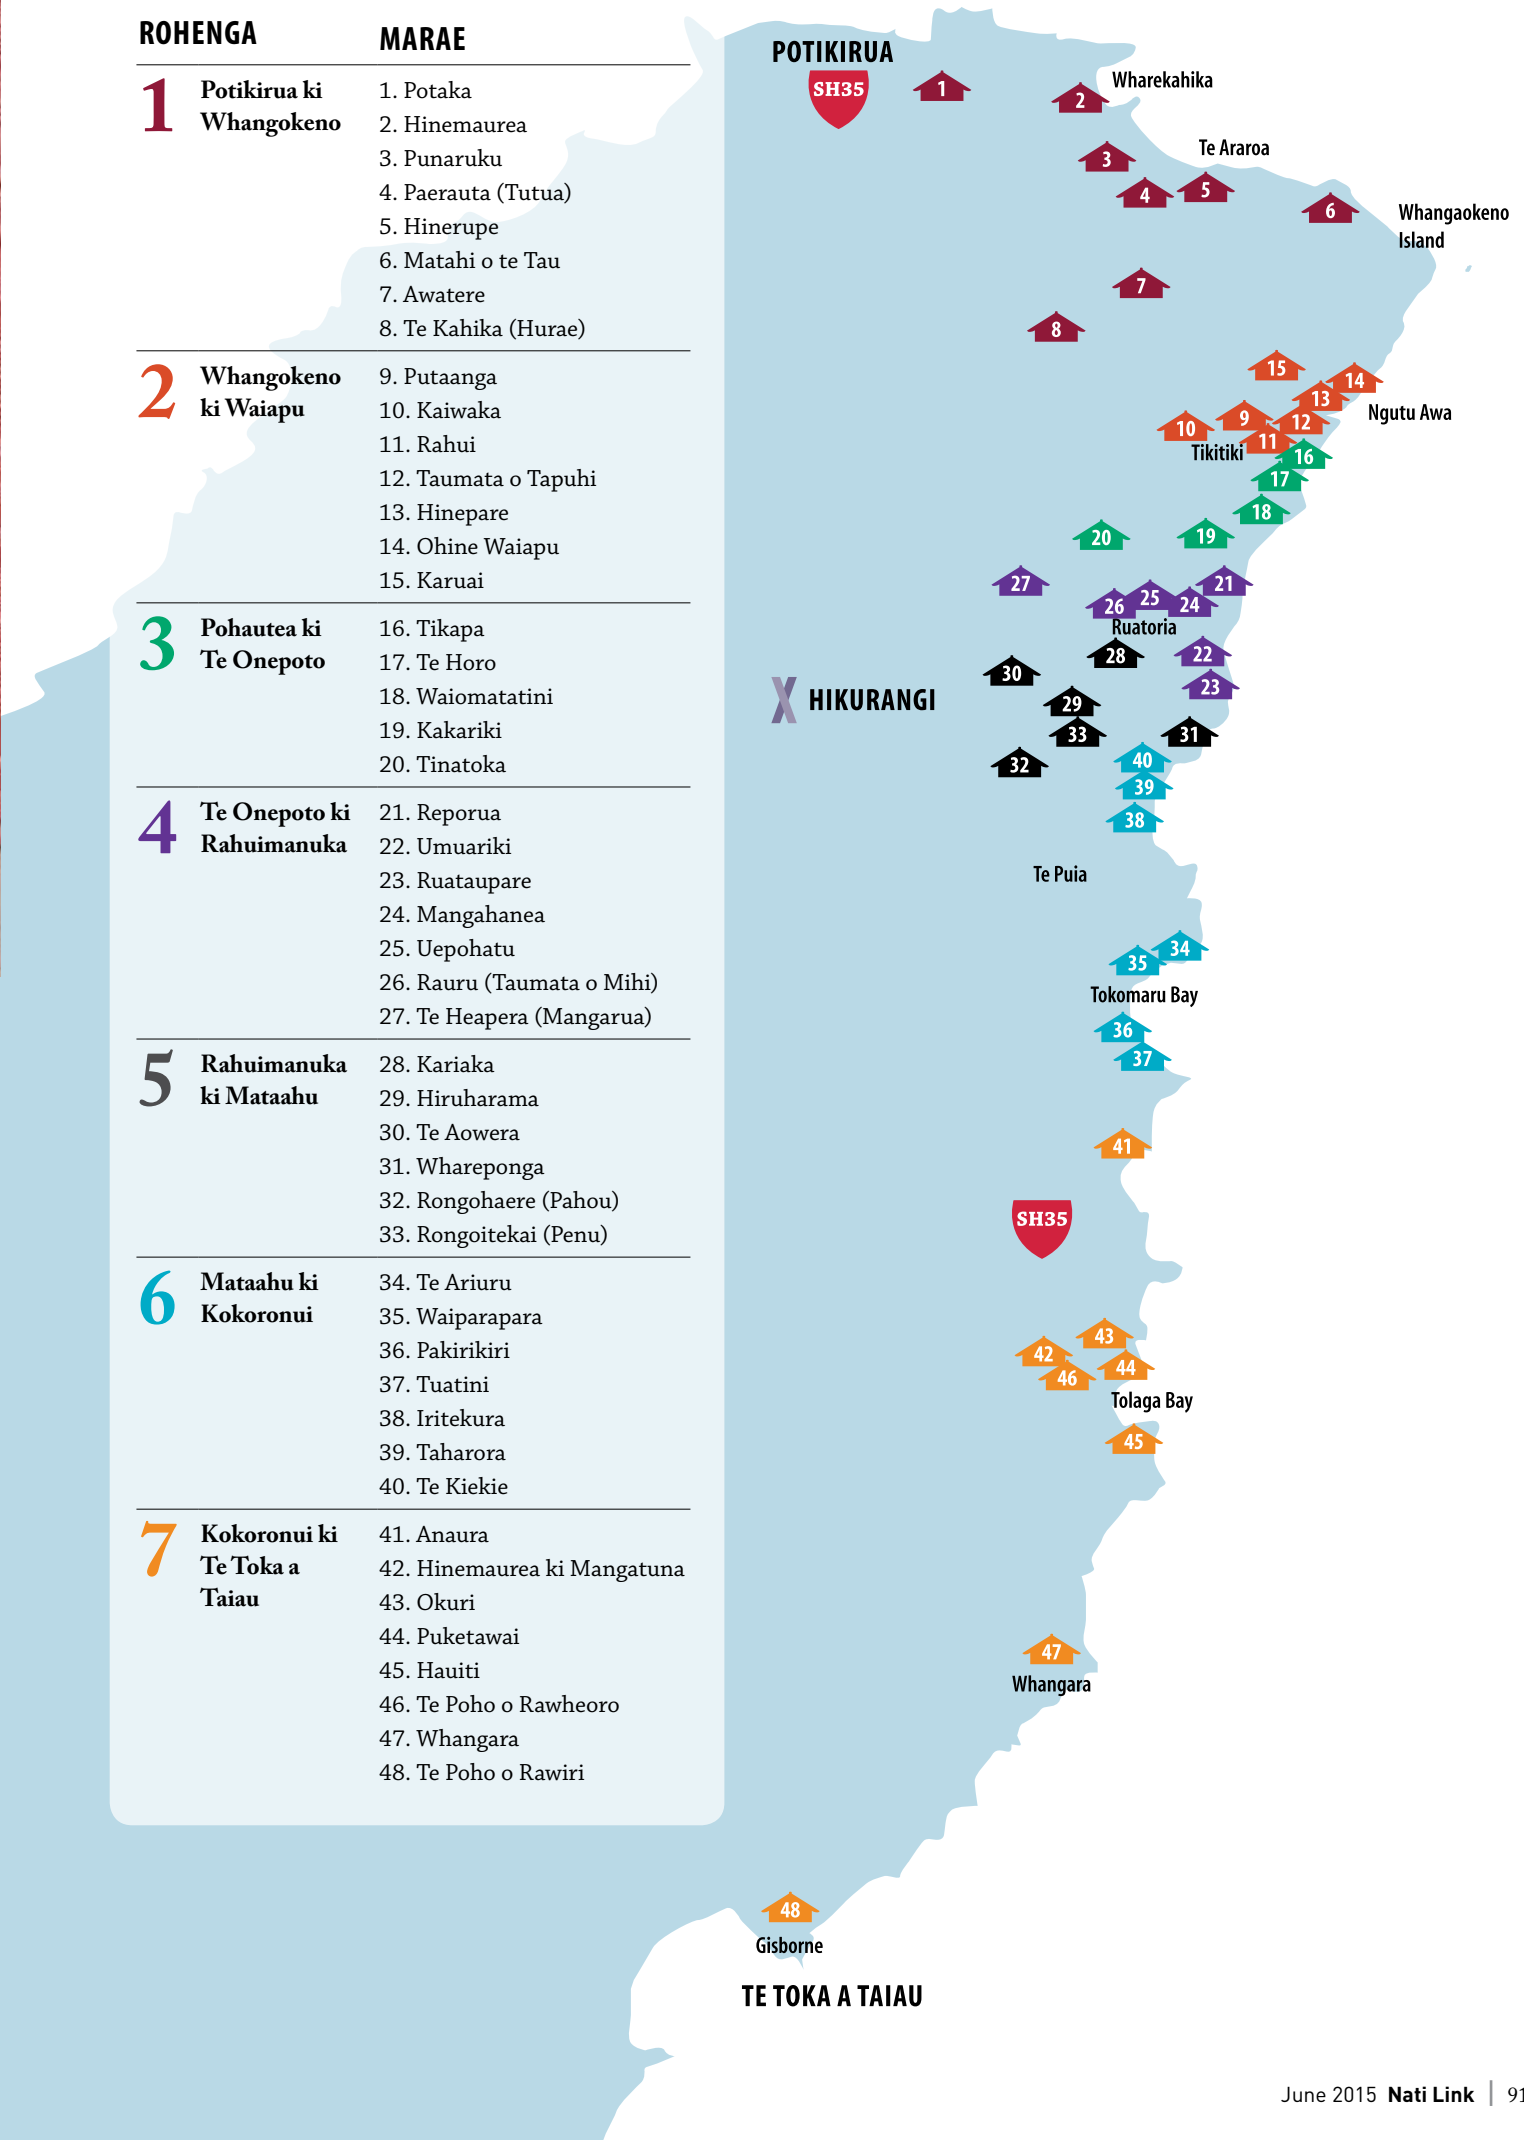 ROHENGA
MARAE
1
Potikirua ki
Whangokeno
1. Potaka
2. Hinemaurea
3. Punaruku
4. Paerauta (Tutua)
5. Hinerupe
6. Matahi o te Tau
7. Awatere
8. Te Kahika (Hurae)
2
Whangokeno
ki Waiapu
9. Putaanga
10. Kaiwaka
11. Rahui
12. Taumata o Tapuhi
13. Hinepare
14. Ohine Waiapu
15. Karuai
3
Pohautea ki
Te Onepoto
16. Tikapa
17. Te Horo
18. Waiomatatini
19. Kakariki
20. Tinatoka
4
Te Onepoto ki
Rahuimanuka
21. Reporua
22. Umuariki
23. Ruataupare
24. Mangahanea
25. Uepohatu
26. Rauru (Taumata o Mihi)
27. Te Heapera (Mangarua)
5
Rahuimanuka
ki Mataahu
28. Kariaka
29. Hiruharama
30. Te Aowera
31. Whareponga
32. Rongohaere (Pahou)
33. Rongoitekai (Penu)
6
Mataahu ki
Kokoronui
34. Te Ariuru
35. Waiparapara
36. Pakirikiri
37. Tuatini
38. Iritekura
39. Taharora
40. Te Kiekie
7
Kokoronui ki
Te Toka a
Taiau
41. Anaura
42. Hinemaurea ki Mangatuna
43. Okuri
44. Puketawai
45. Hauiti
46. Te Poho o Rawheoro
47. Whangara
48. Te Poho o Rawiri
POTIKIRUA
SH35
1
2
Wharekahika
3
Te Araroa
4
5
6
Whangaokeno
Island
7
8
15
14
13
Ngutu Awa
9
12
10
11
Tikitiki
16
17
18
19
20
27
21
25
26
24
Ruatoria
28
22
30
23
HIKURANGI
29
33
31
32
40
39
38
Te Puia
34
35
Tokomaru Bay
36
37
41
SH35
43
42
44
46
Tolaga Bay
45
47
Whangara
48
Gisborne
TE TOKA A TAIAU
June 2015 Nati Link | 91